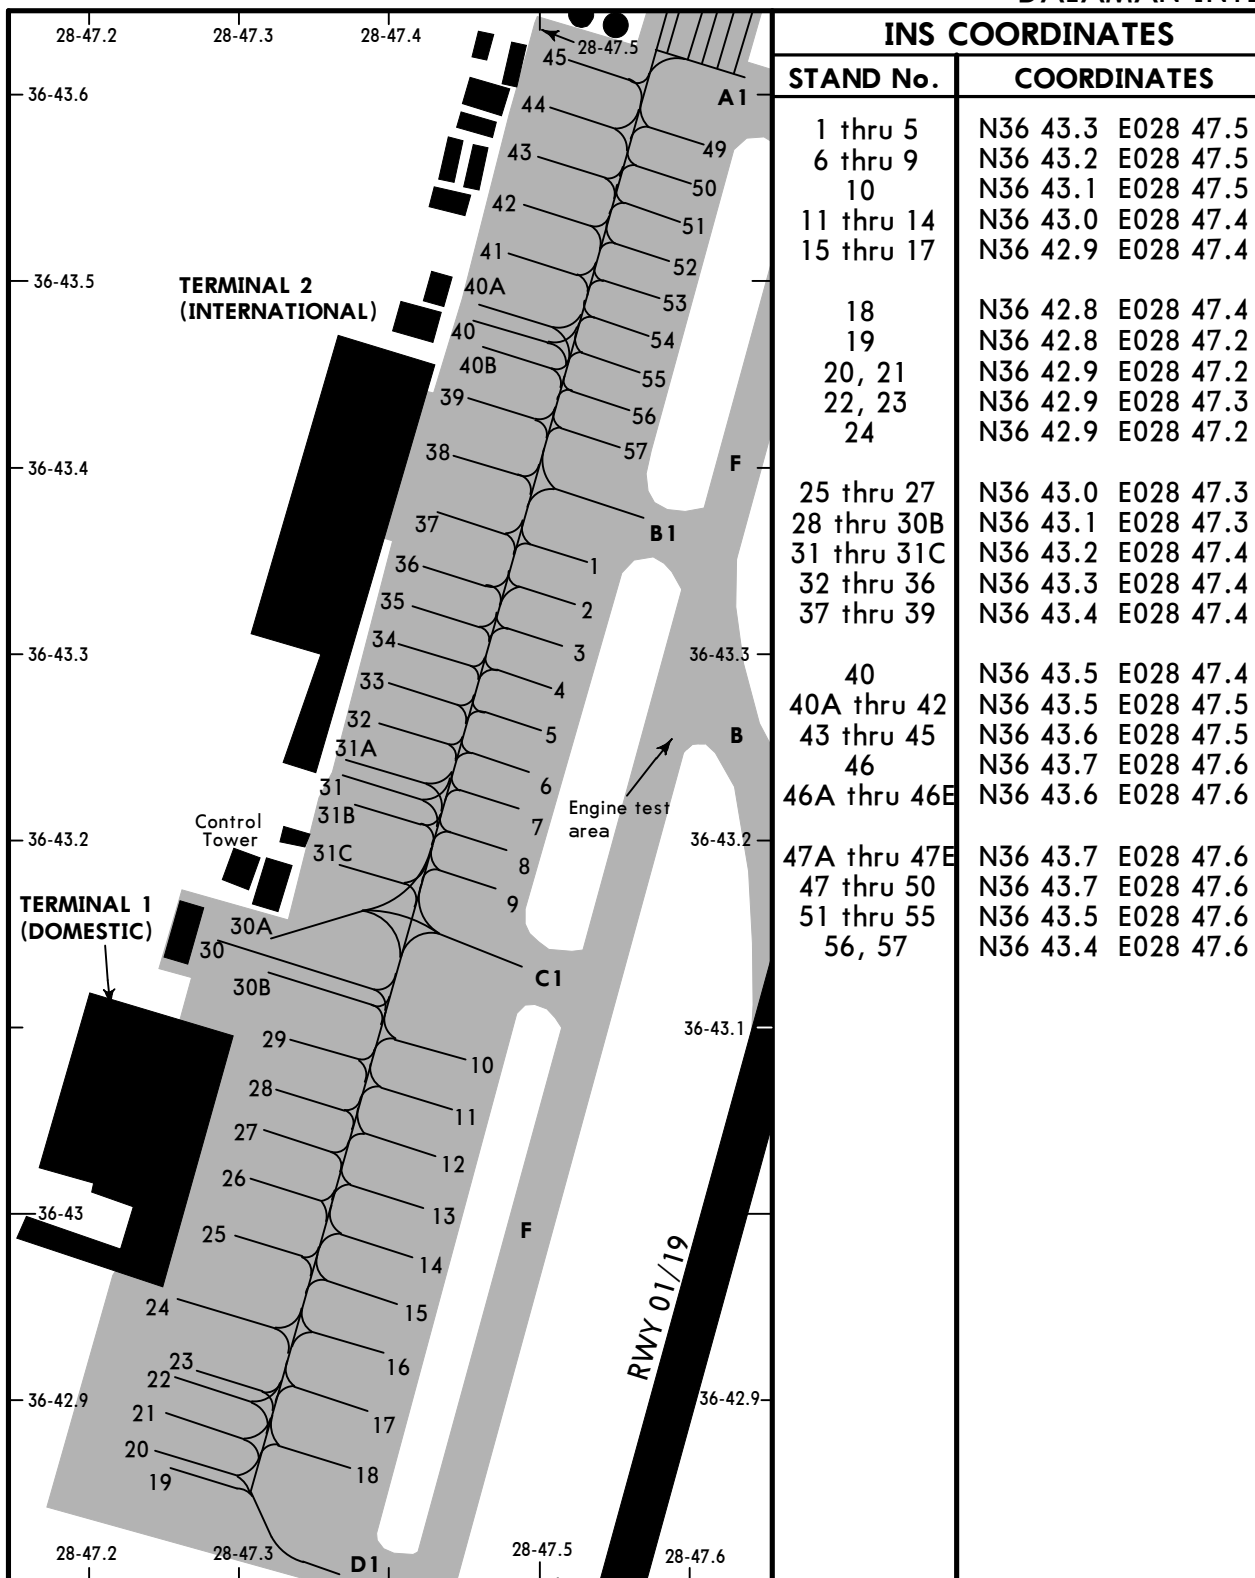 INS COORDINATES
STAND No. COORDINATES
1 thru 5 N36 43.3 E028 47.5
6 thru 9 N36 43.2 E028 47.5
10 N36 43.1 E028 47.5
11 thru 14 N36 43.0 E028 47.4
15 thru 17 N36 42.9 E028 47.4
18 N36 42.8 E028 47.4
19 N36 42.8 E028 47.2
20, 21 N36 42.9 E028 47.2
22, 23 N36 42.9 E028 47.3
24 N36 42.9 E028 47.2
25 thru 27 N36 43.0 E028 47.3
28 thru 30B N36 43.1 E028 47.3
31 thru 31C N36 43.2 E028 47.4
32 thru 36 N36 43.3 E028 47.4
37 thru 39 N36 43.4 E028 47.4
40 N36 43.5 E028 47.4
40A thru 42 N36 43.5 E028 47.5
43 thru 45 N36 43.6 E028 47.5
46 N36 43.7 E028 47.6
46A thru 46E N36 43.6 E028 47.6
47A thru 47E N36 43.7 E028 47.6
47 thru 50 N36 43.7 E028 47.6
51 thru 55 N36 43.5 E028 47.6
56, 57 N36 43.4 E028 47.6
28-47.2
28-47.3
28-47.4
28-47.5
36-43.6
36-43.5
36-43.4
36-43.3
36-43.2
36-43
36-42.9
36-43.3
36-43.2
36-43.1
36-42.9
28-47.2
28-47.3
28-47.5
28-47.6
TERMINAL 2
(INTERNATIONAL)
Control
Tower
TERMINAL 1
(DOMESTIC)
Engine test
area
RWY 01/19
A1
B1
C1
D1
F
B
F
45
44
43
42
41
40A
40
40B
39
38
37
36
35
34
33
32
31A
31
31B
31C
30A
30
30B
29
28
27
26
25
24
23
22
21
20
19
49
50
51
52
53
54
55
56
57
1
2
3
4
5
6
7
8
9
10
11
12
13
14
15
16
17
18